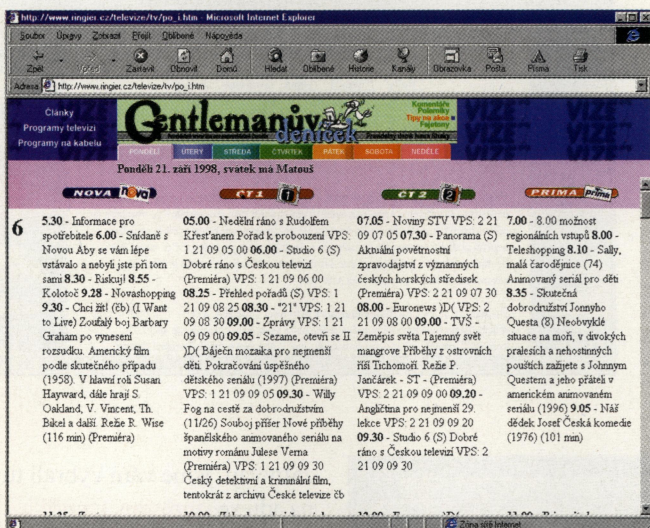 http://www.ringier.cz/televize/tv/po_i.htm - Microsoft Internet Explorer
Soubor Úpravy Zobrazit Přejít Oblíbené Nápověda
Zpět Vpřed Zastavit Obnovit Domů Hledat Oblíbené Historie Kanály Obrazovka Pošta Písma Tisk
Adresa http://www.ringier.cz/televize/tv/po_i.htm
Články
Programy televizí
Programy na kabelu
Gentlemanův
deníček
Komentáře
Polemiky
Tipy na akce
Fejetony
PONDĚLÍ ÚTERÝ STŘEDA ČTVRTEK PÁTEK SOBOTA NEDĚLE
Pondělí 21. září 1998, svátek má Matouš
NOVA nova
ČT 1 1
ČT 2 2
PRIMA prima
6
5.30 - Informace pro
spotřebitele 6.00 - Snídaně s
Novou Aby se vám lépe
vstávalo a nebyli jste při tom
sami 8.30 - Riskuj! 8.55 -
Kolotoč 9.28 - Novashopping
9.30 - Chci žít! (čb) (I Want
to Live) Zoufalý boj Barbary
Graham po vynesení
rozsudku. Americký film
podle skutečného případu
(1958). V hlavní roli Susan
Hayward, dále hrají S.
Oakland, V. Vincent, Th.
Bikel a další. Režie R. Wise
(116 min) (Premiéra)
05.00 - Nedělní ráno s Rudolfem
Křesťanem Pořad k probouzení VPS:
1 21 09 05 00 06.00 - Studio 6 (S)
Dobré ráno s Českou televizí
(Premiéra) VPS: 1 21 09 06 00
08.25 - Přehled pořadů (S) VPS: 1
21 09 08 25 08.30 - "21" VPS: 1 21
09 08 30 09.00 - Zprávy VPS: 1 21
09 09 00 09.05 - Sezame, otevři se II
)D( Báječn mozaika pro nejmenší
děti. Pokračování úspěšného
dětského seriálu (1997) (Premiéra)
VPS: 1 21 09 09 05 09.30 - Willy
Fog na cestě za dobrodružstvím
(11/26) Souboj příšer Nové příběhy
španělského animovaného seriálu na
motivy románu Julese Verna
(Premiéra) VPS: 1 21 09 09 30
Český detektivní a kriminální film,
tentokrát z archivu České televize čb
07.05 - Noviny STV VPS: 2 21
09 07 05 07.30 - Panorama (S)
Aktuální povětrnostní
zpravodajství z významných
českých horských středisek
(Premiéra) VPS: 2 21 09 07 30
08.00 - Euronews )D( VPS: 2
21 09 08 00 09.00 - TVŠ -
Zeměpis světa Tajemný svět
mangrove Příběhy z ostrovních
říší Tichomoří. Režie P.
Jančárek - ST - (Premiéra)
VPS: 2 21 09 09 00 09.20 -
Angličtina pro nejmenší 29.
lekce VPS: 2 21 09 09 20
09.30 - Studio 6 (S) Dobré
ráno s Českou televizí VPS: 2
21 09 09 30
7.00 - 8.00 možnost
regionálních vstupů 8.00 -
Teleshopping 8.10 - Sally,
malá čarodějnice (74)
Animovaný seriál pro děti
8.35 - Skutečná
dobrodružství Jonnyho
Questa (8) Neobvyklé
situace na moři, v divokých
pralesích a nehostinných
pouštích zažijete s Johnnym
Questem a jeho přáteli v
americkém animovaném
seriálu (1996) 9.05 - Náš
dědek Josef Česká komedie
(1976) (101 min)
Zóna sítě Internet